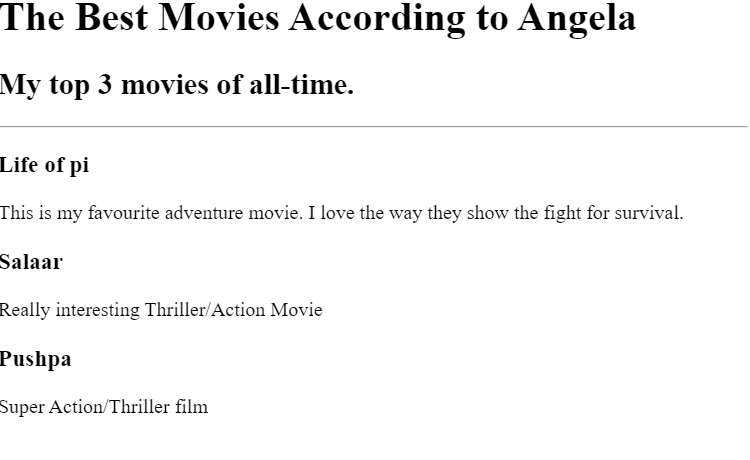 The Best Movies According to Angela
My top 3 movies of all-time.
Life of pi
This is my favourite adventure movie. I love the way they show the fight for survival.
Salaar
Really interesting Thriller/Action Movie
Pushpa
Super Action/Thriller film